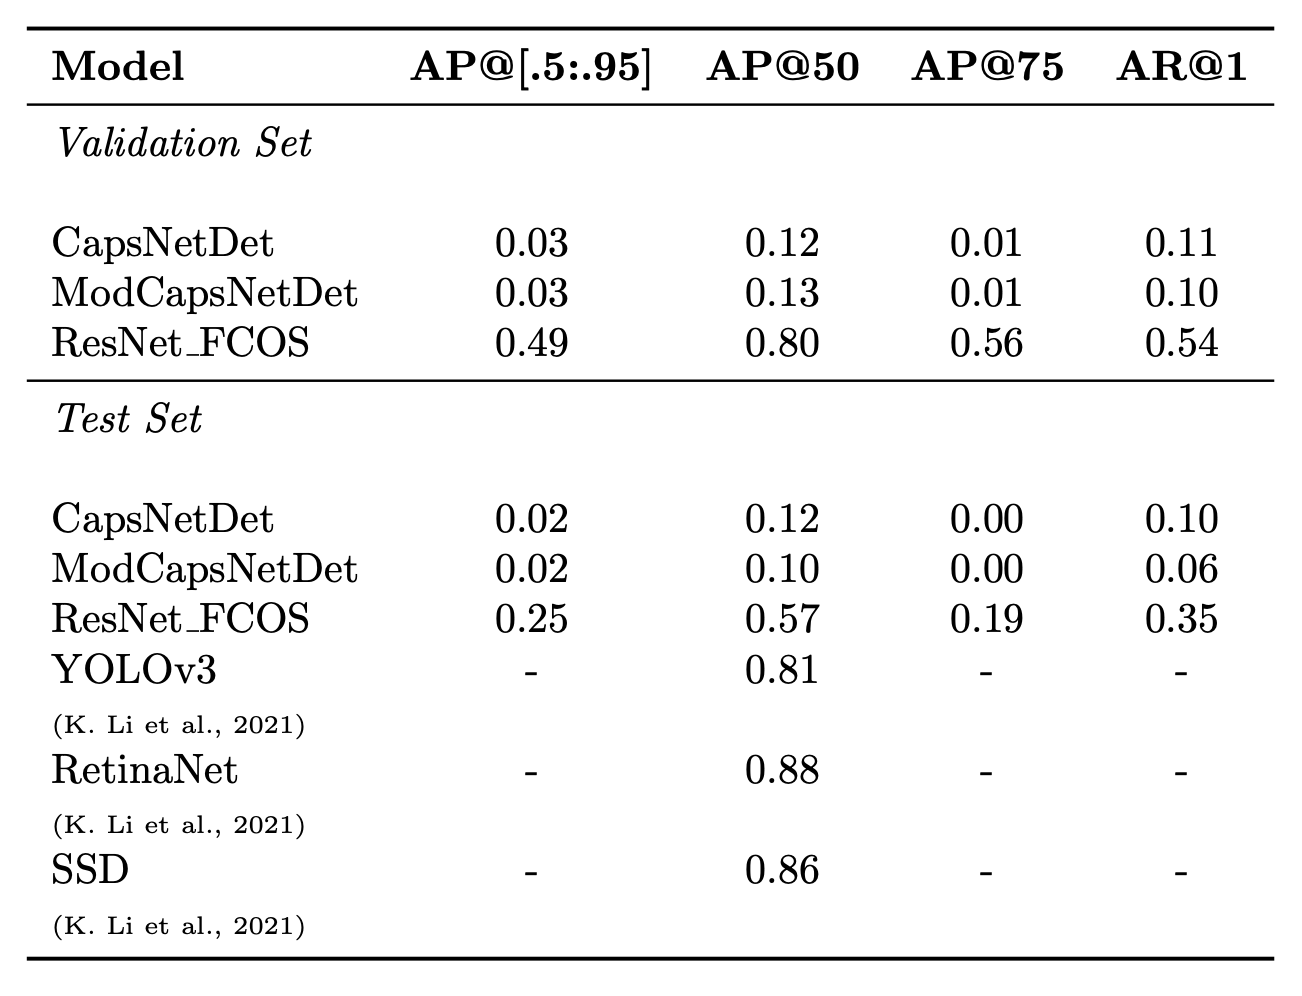 Model AP@[.5:.95] AP@50 AP@75 AR@1
Validation Set
CapsNetDet 0.03 0.12 0.01 0.11
ModCapsNetDet 0.03 0.13 0.01 0.10
ResNet_FCOS 0.49 0.80 0.56 0.54
Test Set
CapsNetDet 0.02 0.12 0.00 0.10
ModCapsNetDet 0.02 0.10 0.00 0.06
ResNet_FCOS 0.25 0.57 0.19 0.35
YOLOv3 - 0.81 - -
(K. Li et al., 2021)
RetinaNet - 0.88 - -
(K. Li et al., 2021)
SSD - 0.86 - -
(K. Li et al., 2021)